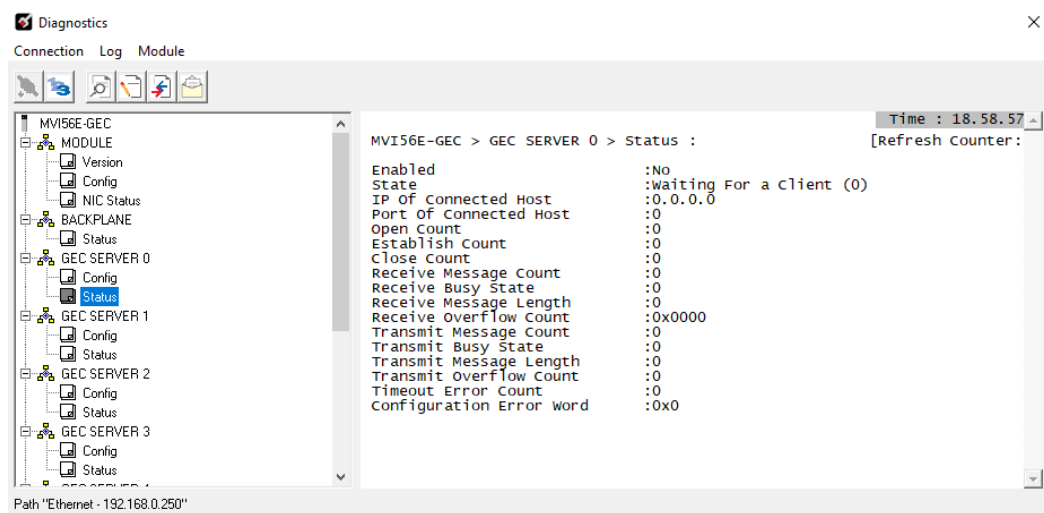 Diagnostics
Connection Log Module
MVI56E-GEC
MODULE
Version
Config
NIC Status
BACKPLANE
Status
GEC SERVER 0
Config
Status
GEC SERVER 1
Config
Status
GEC SERVER 2
Config
Status
GEC SERVER 3
Config
Status
Time : 18.58.57
MVI56E-GEC > GEC SERVER 0 > Status : [Refresh Counter:
Enabled :No
State :Waiting For a Client (0)
IP Of Connected Host :0.0.0.0
Port Of Connected Host :0
Open Count :0
Establish Count :0
Close Count :0
Receive Message Count :0
Receive Busy State :0
Receive Message Length :0
Receive Overflow Count :0x0000
Transmit Message Count :0
Transmit Busy State :0
Transmit Message Length :0
Transmit Overflow Count :0
Timeout Error Count :0
Configuration Error Word :0x0
Path "Ethernet - 192.168.0.250"